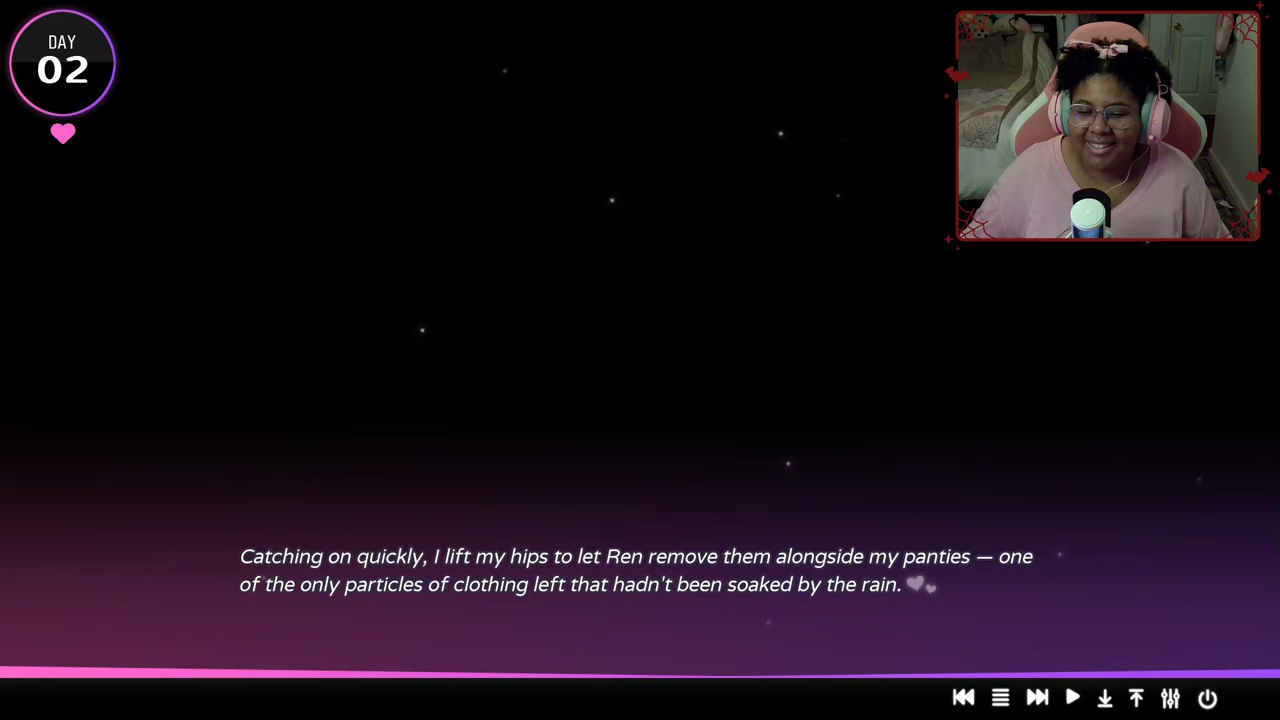 DAY
02
Catching on quickly, I lift my hips to let Ren remove them alongside my panties — one
of the only particles of clothing left that hadn't been soaked by the rain.